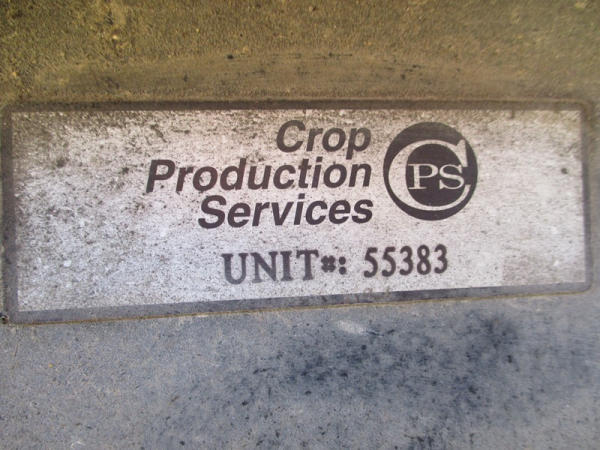 Crop
Production
Services
CPS
UNIT#: 55383